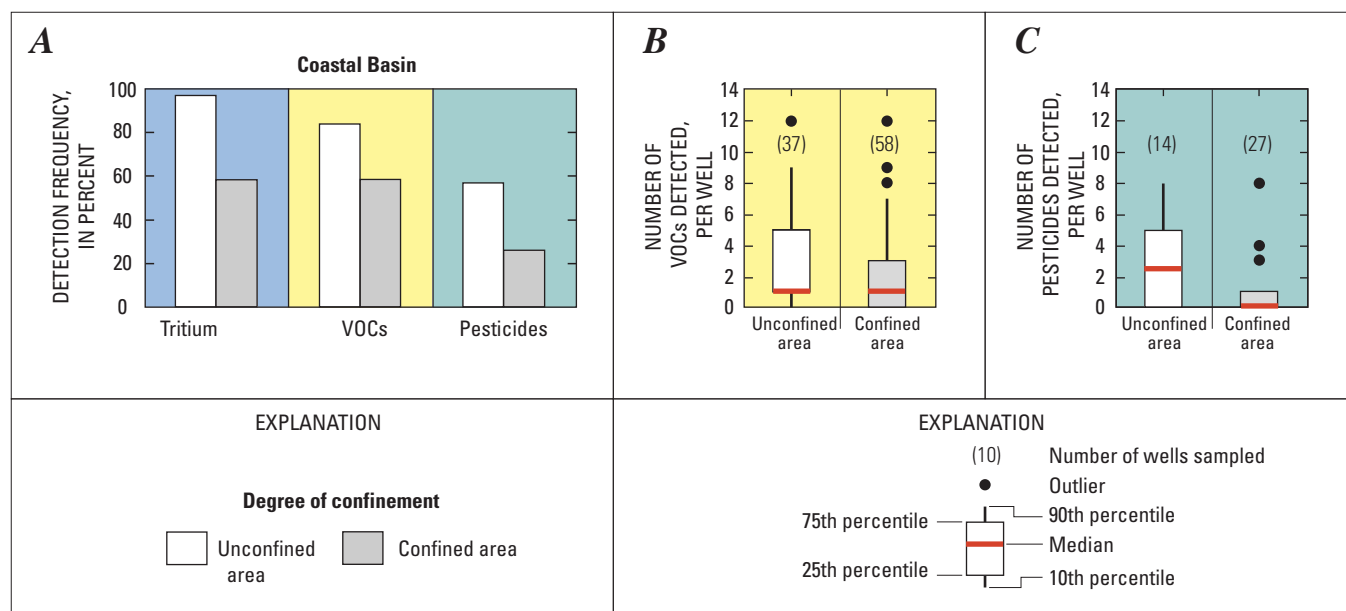 A
Coastal Basin
DETECTION FREQUENCY,
IN PERCENT
100
80
60
40
20
0
Tritium
VOCs
Pesticides
B
NUMBER OF
VOCs DETECTED,
PER WELL
14
12
10
8
6
4
2
0
(37)
(58)
Unconfined
area
Confined
area
C
NUMBER OF
PESTICIDES DETECTED,
PER WELL
14
12
10
8
6
4
2
0
(14)
(27)
Unconfined
area
Confined
area
EXPLANATION
Degree of confinement
Unconfined
area
Confined area
EXPLANATION
(10)
Number of wells sampled
Outlier
75th percentile
90th percentile
Median
25th percentile
10th percentile